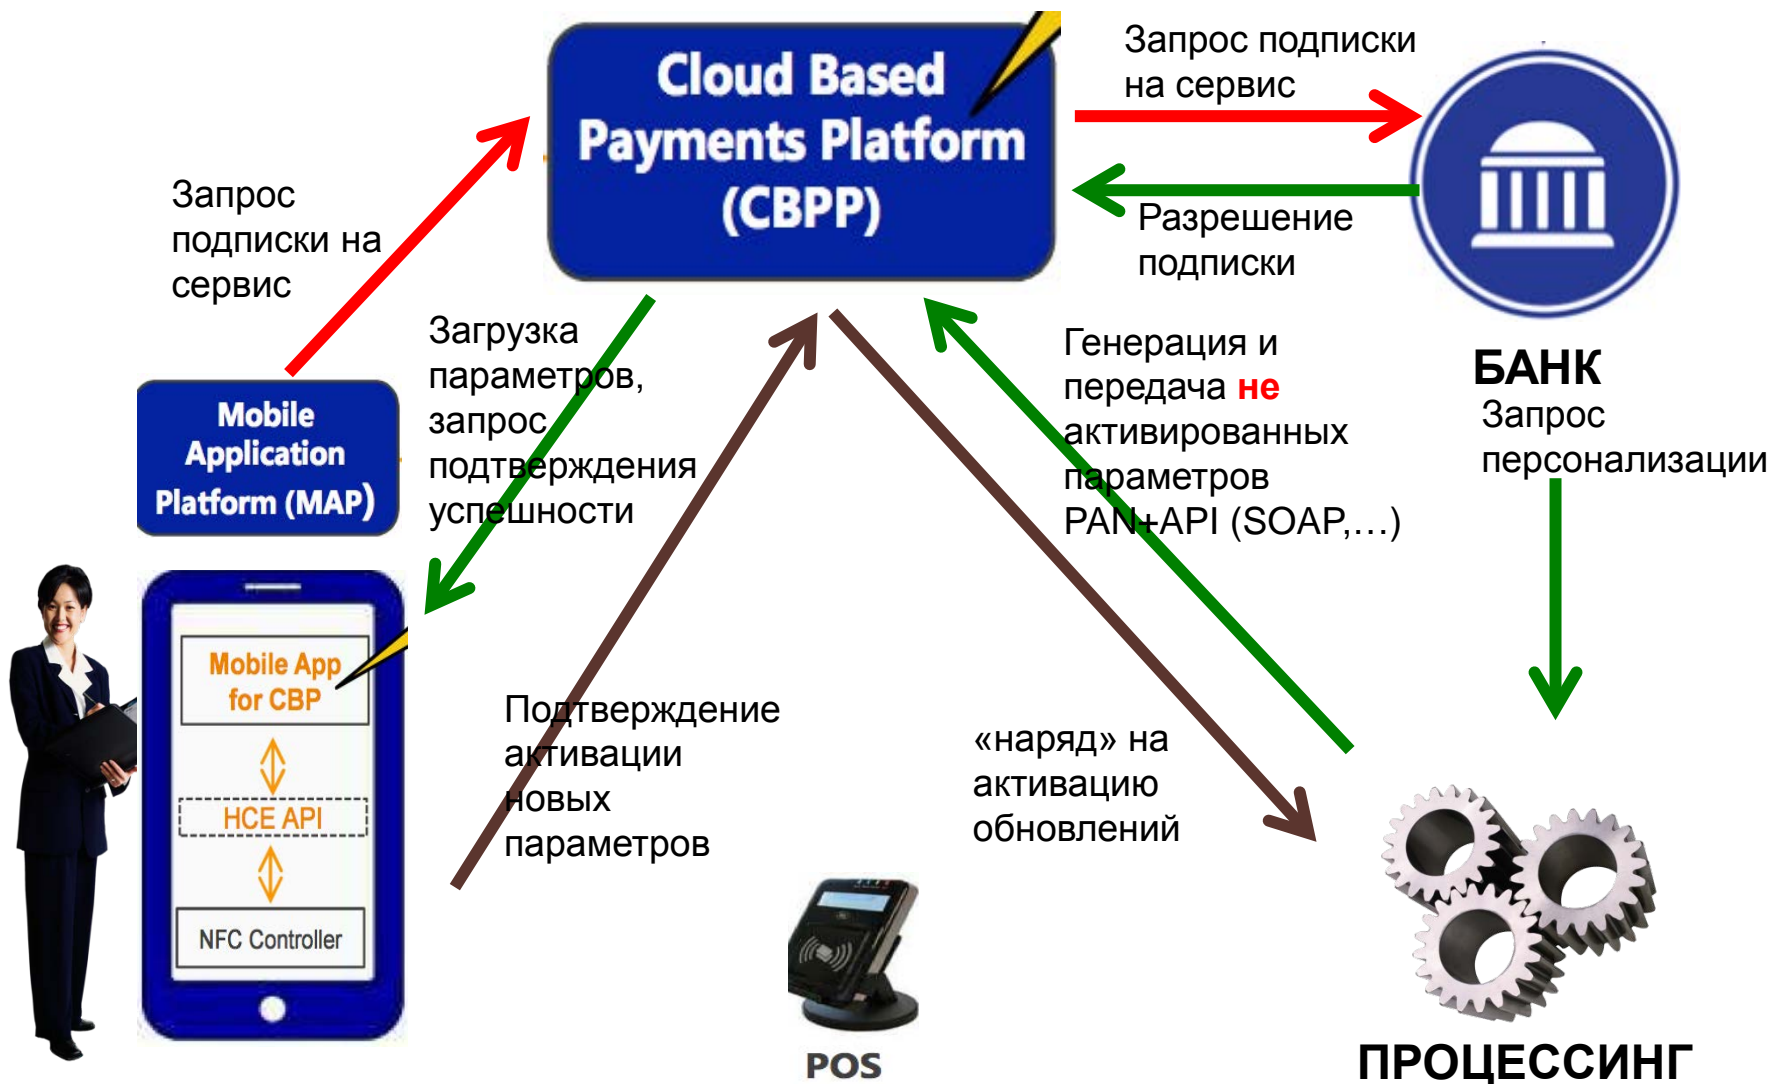 Cloud Based
Payments Platform
(CBPP)
Запрос подписки
на сервис
Разрешение
подписки
Запрос
подписки на
сервис
Загрузка
параметров,
запрос
подтверждения
успешности
Генерация и
передача не
активированных
параметров
PAN+API (SOAP,…)
БАНК
Запрос
персонализации
Mobile
Application
Platform (MAP)
Mobile App
for CBP
HCE API
NFC Controller
Подтверждение
активации
новых
параметров
«наряд» на
активацию
обновлений
POS
ПРОЦЕССИНГ